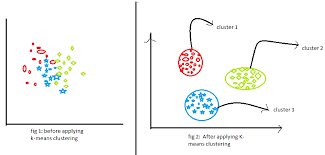 cluster 1
cluster 2
cluster 3
fig 1: before applying
k-means clustering
fig 2: After applying K-
means clustering